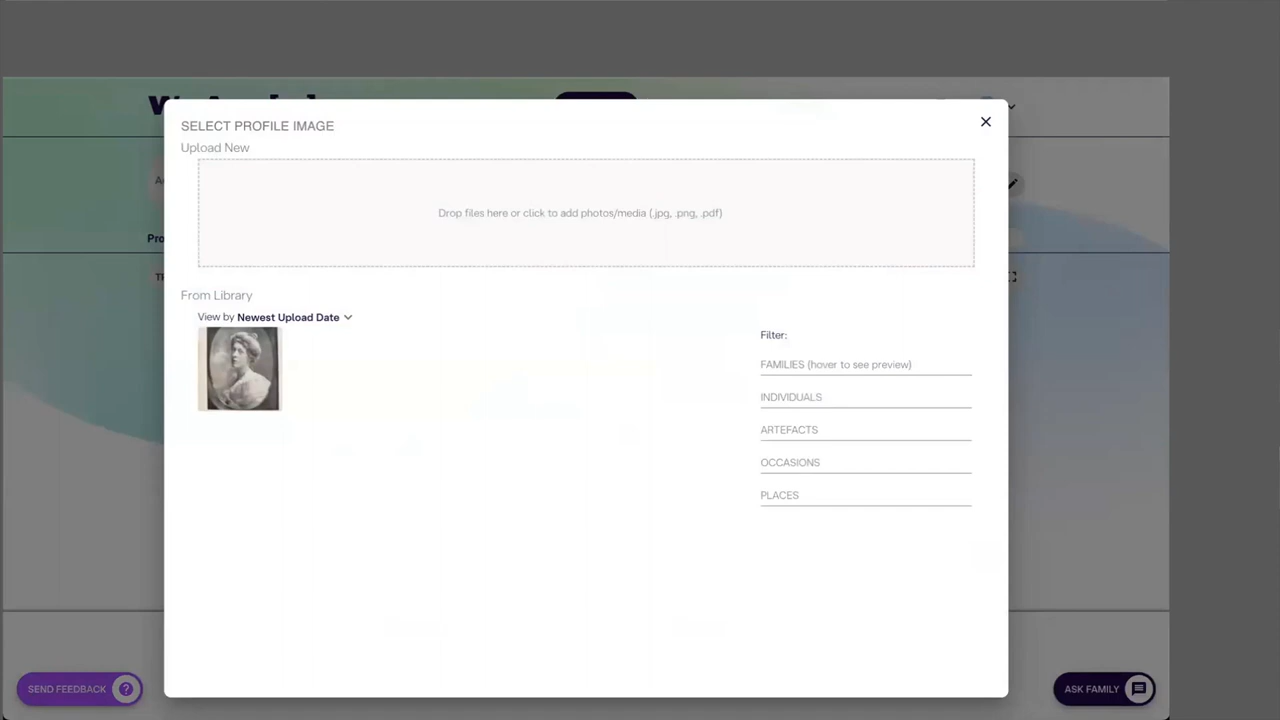 SELECT PROFILE IMAGE
Upload New
Drop files here or click to add photos/media (.jpg, .png, .pdf)
From Library
View by Newest Upload Date
Filter:
FAMILIES (hover to see preview)
INDIVIDUALS
ARTEFACTS
OCCASIONS
PLACES
SEND FEEDBACK ?
ASK FAMILY